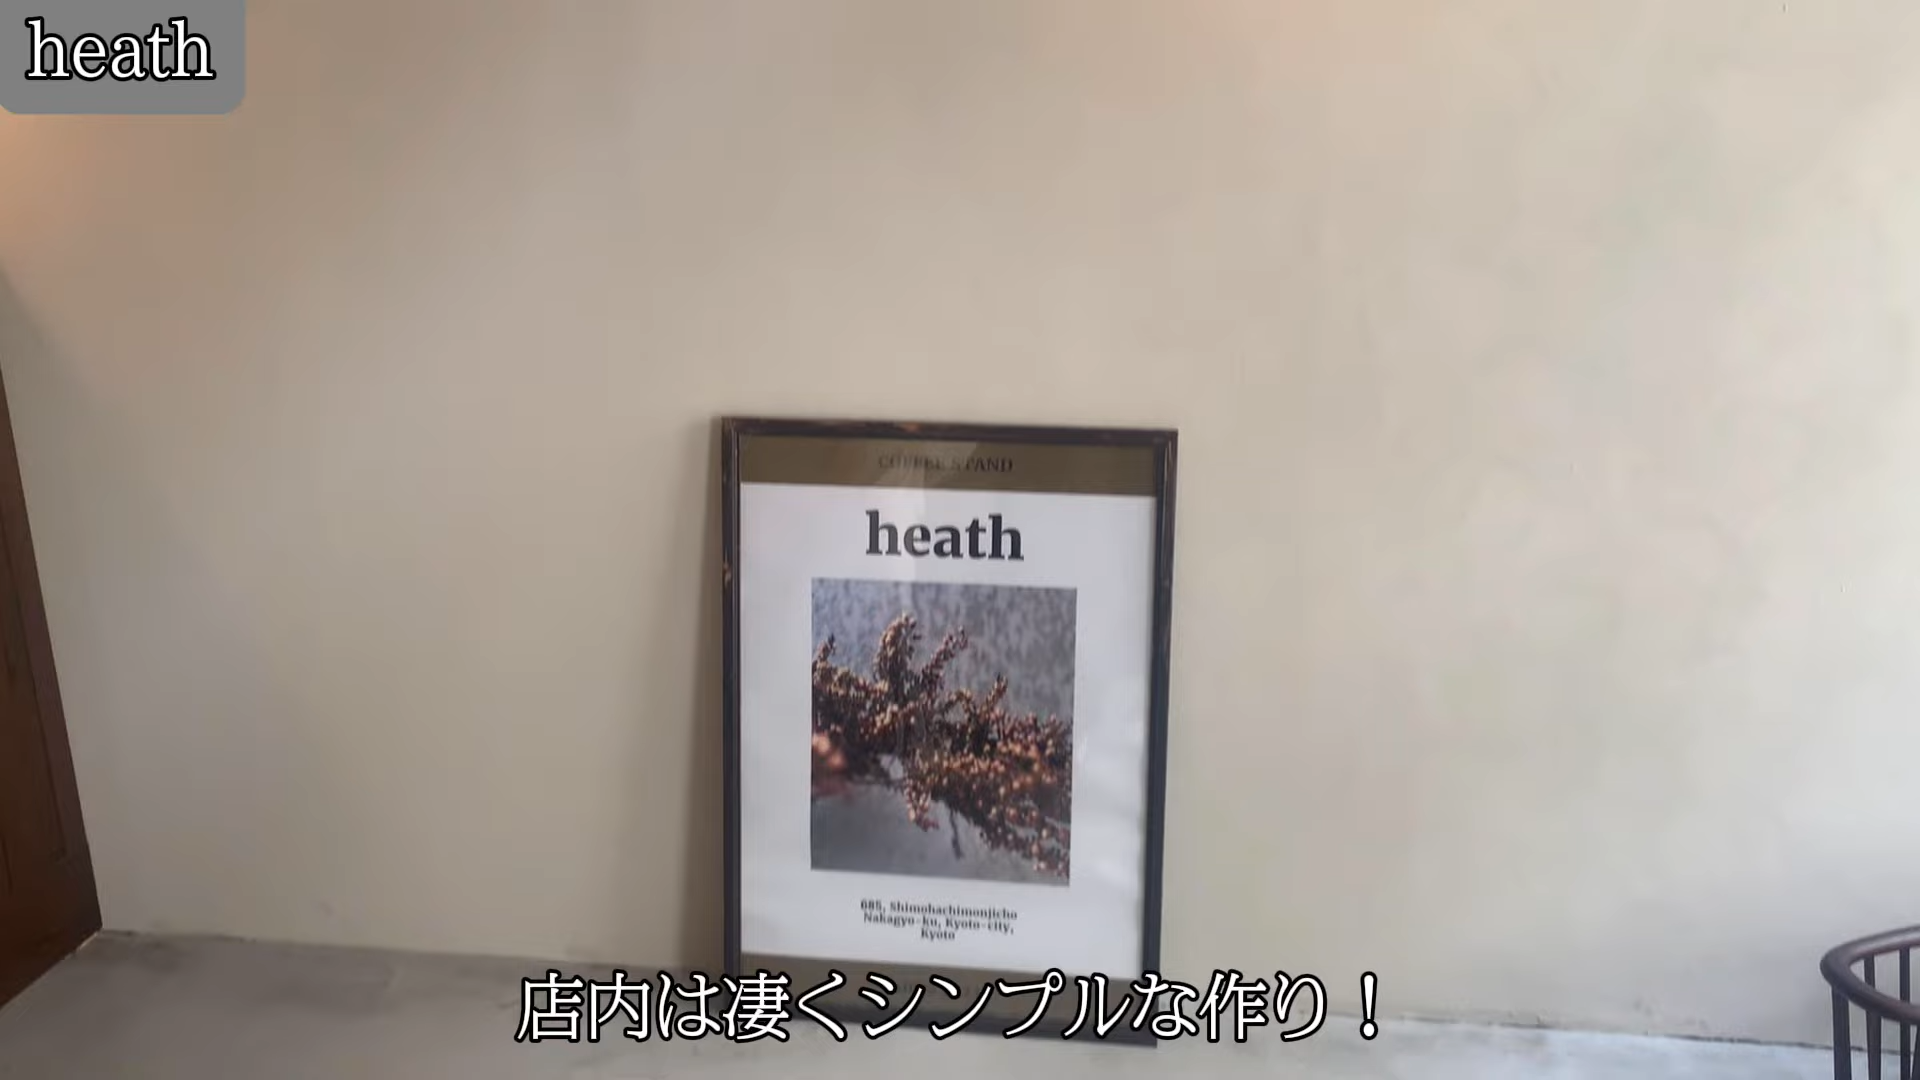 heath
COFFEE STAND
heath
685, Shimohachimonjicho
Nakagyo-ku, Kyoto-city,
Kyoto
店内は凄くシンプルな作り！